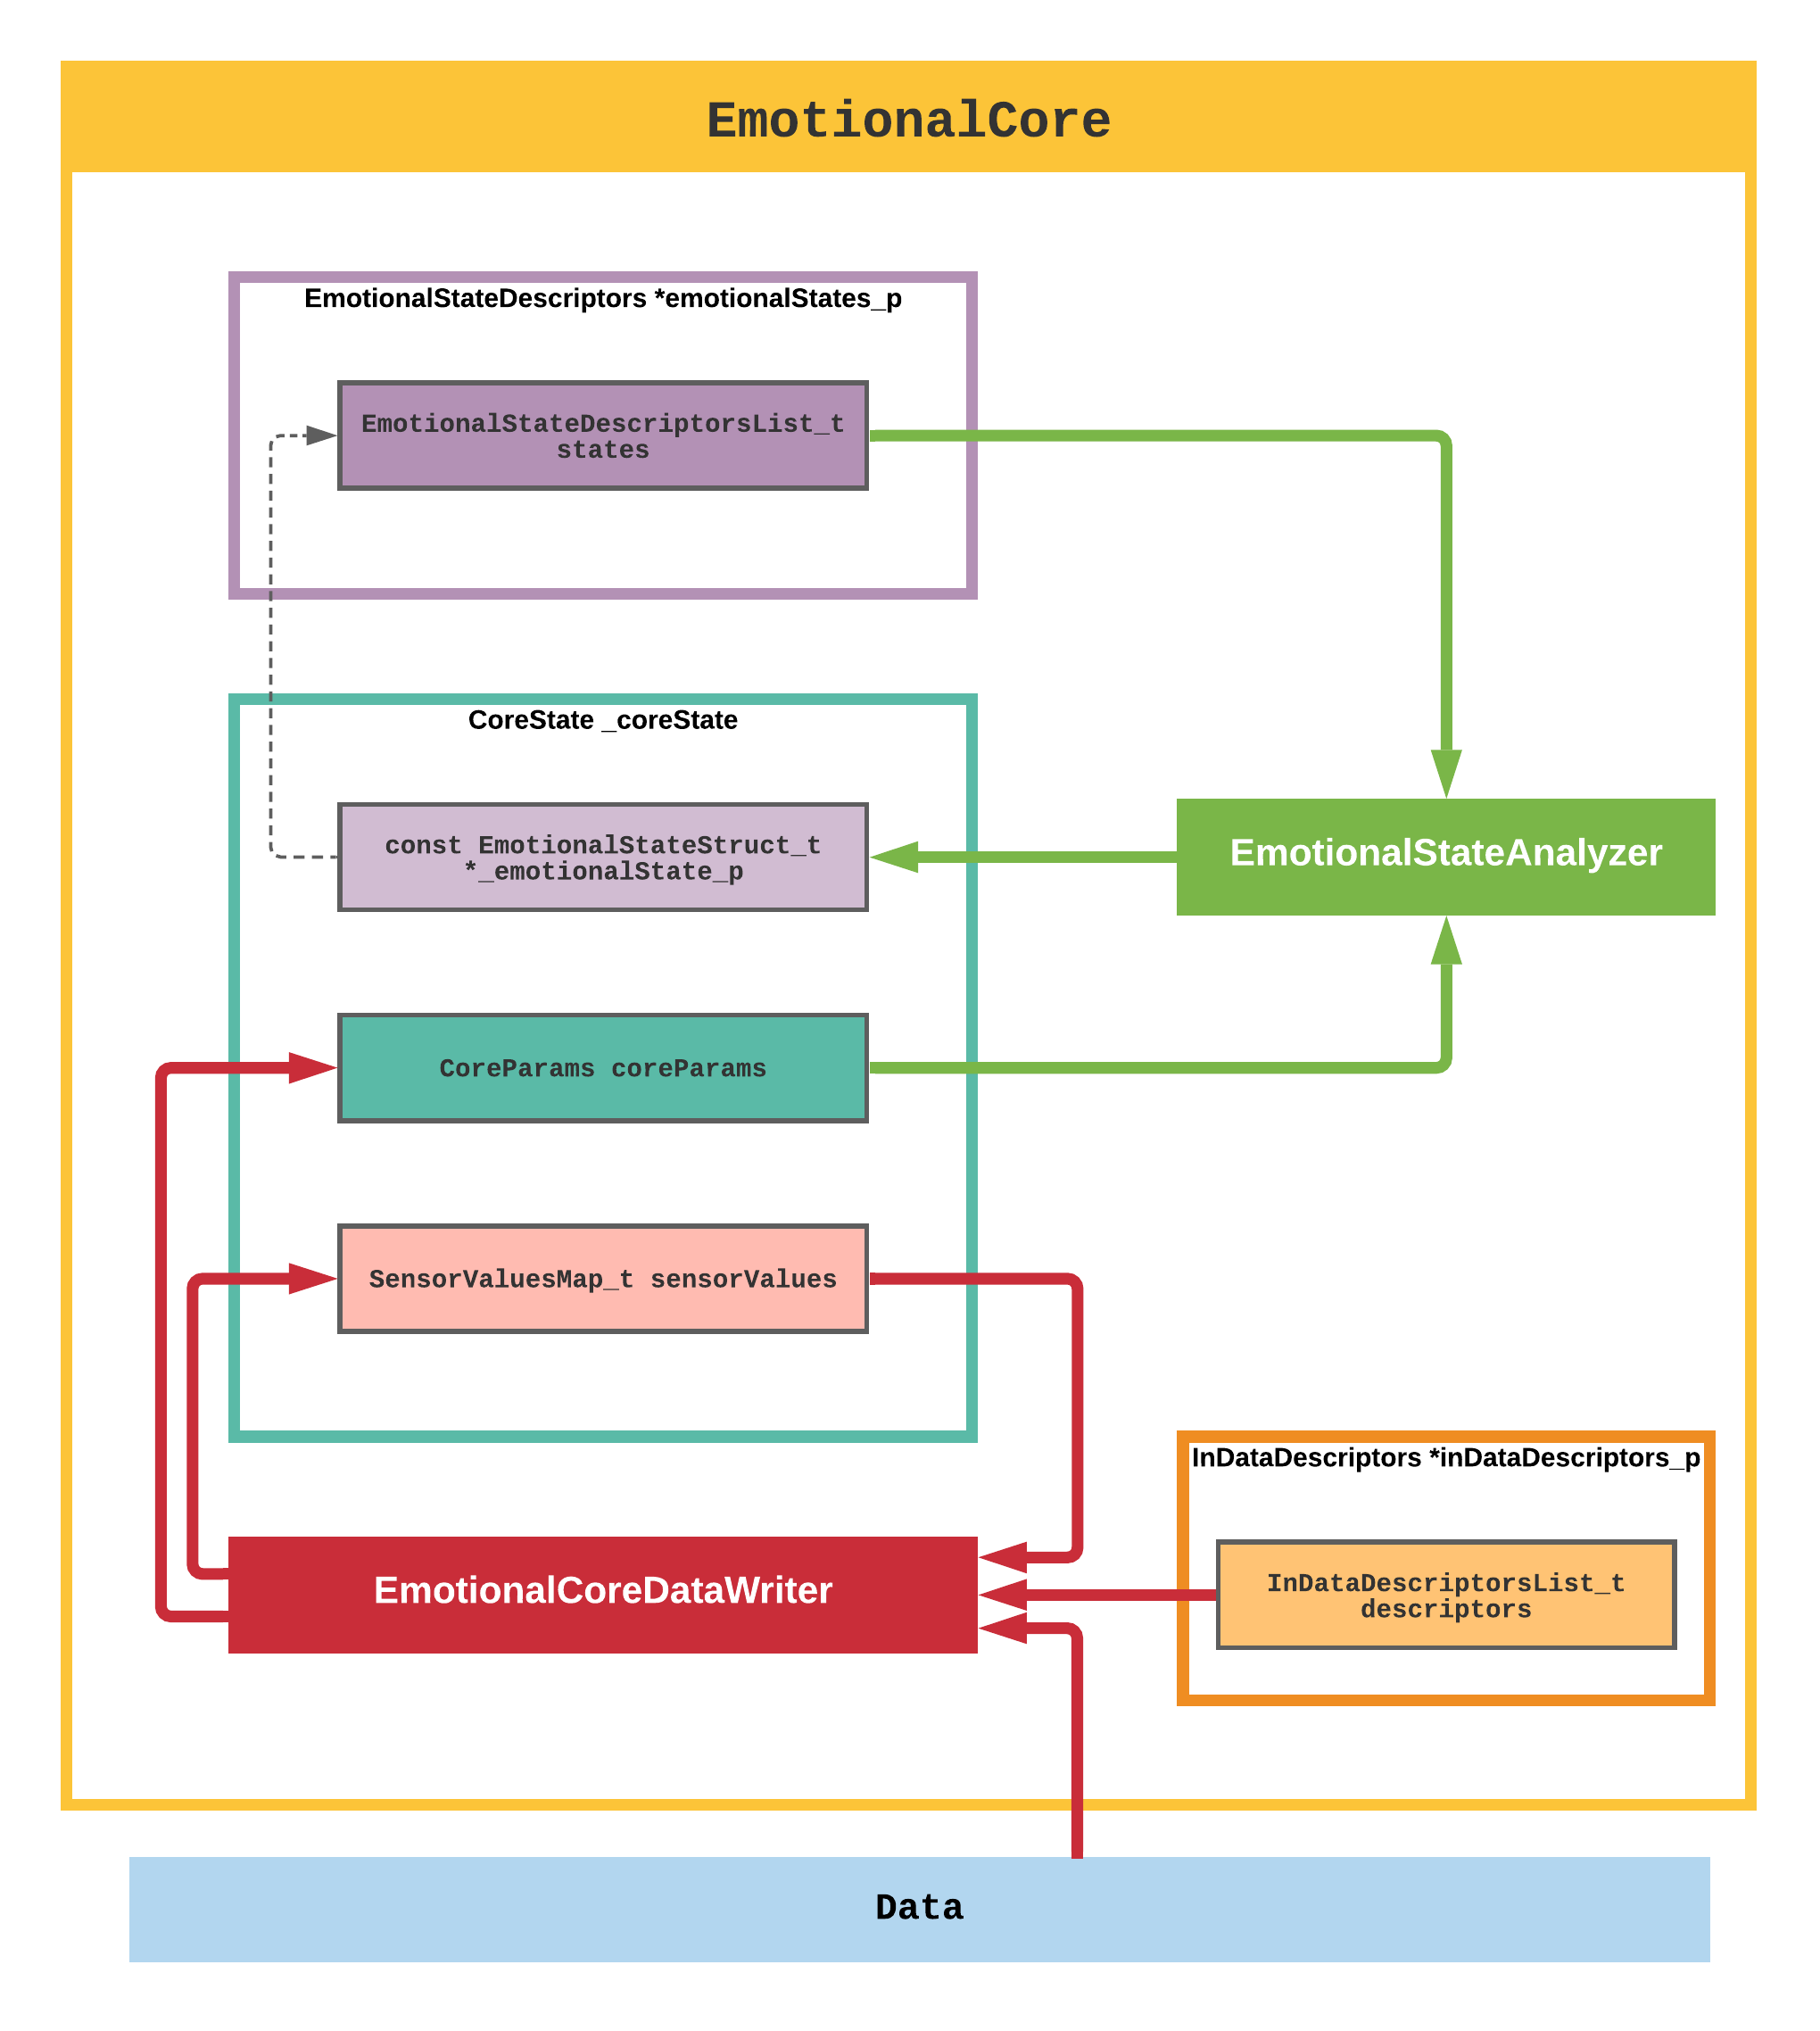 EmotionalCore
EmotionalStateDescriptors *emotionalStates_p
EmotionalStateDescriptorsList_t
states
CoreState _coreState
const EmotionalStateStruct_t
*_emotionalState_p
EmotionalStateAnalyzer
CoreParams coreParams
SensorValuesMap_t sensorValues
InDataDescriptors *inDataDescriptors_p
EmotionalCoreDataWriter
InDataDescriptorsList_t
descriptors
Data